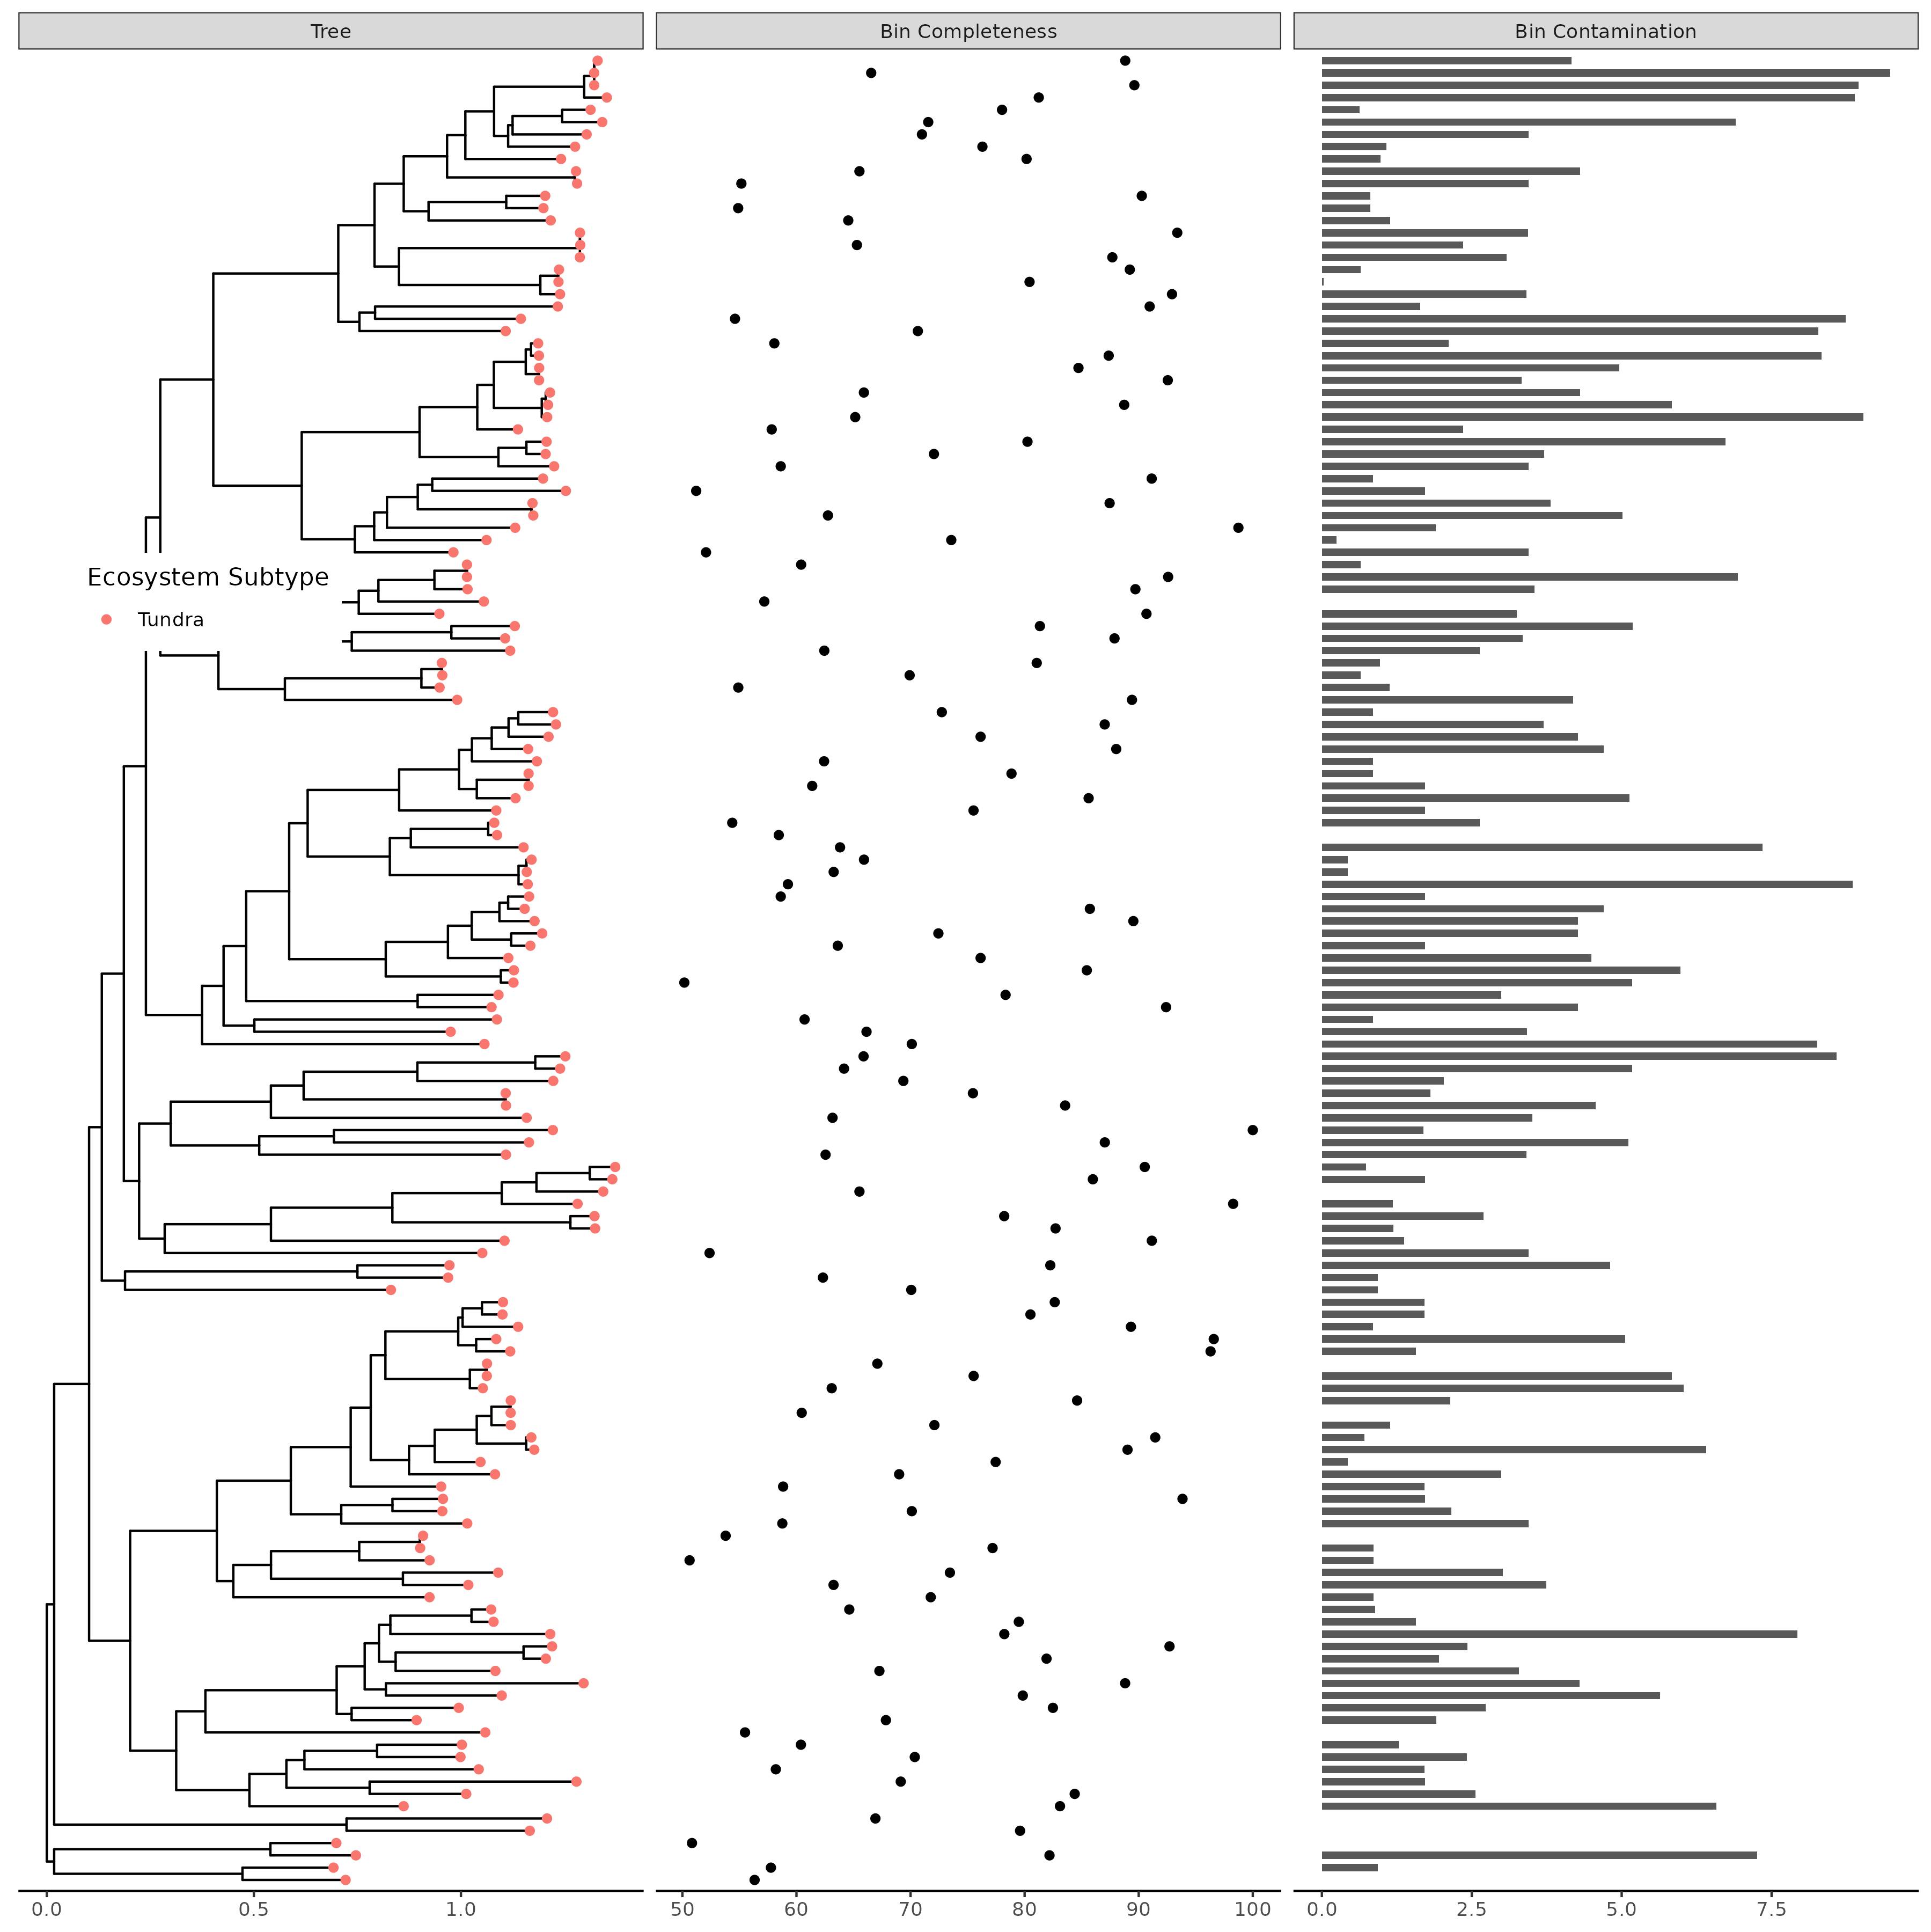 Tree
Bin Completeness
Bin Contamination
Ecosystem Subtype
Tundra
0.0 0.5 1.0
50 60 70 80 90 100
0.0 2.5 5.0 7.5